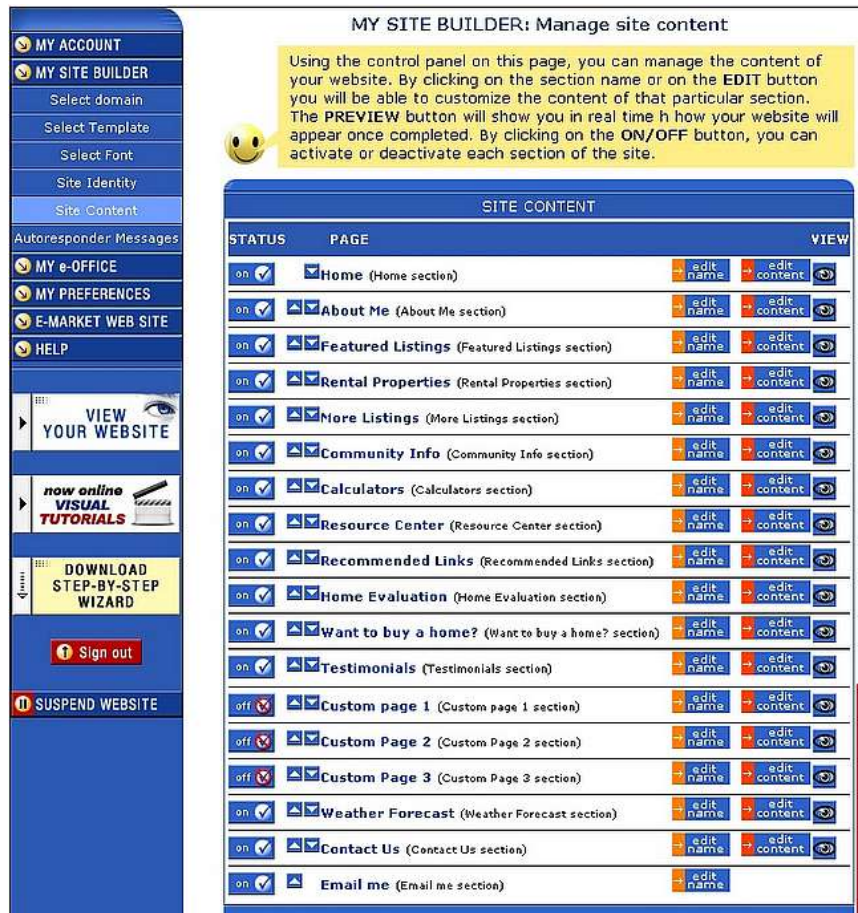 MY ACCOUNT
MY SITE BUILDER
Select domain
Select Template
Select Font
Site Identity
Site Content
Autoresponder Messages
MY e-OFFICE
MY PREFERENCES
E-MARKET WEB SITE
HELP
VIEW
YOUR WEBSITE
now online
VISUAL
TUTORIALS
DOWNLOAD
STEP-BY-STEP
WIZARD
Sign out
SUSPEND WEBSITE
MY SITE BUILDER: Manage site content
Using the control panel on this page, you can manage the content of
your website. By clicking on the section name or on the EDIT button
you will be able to customize the content of that particular section.
The PREVIEW button will show you in real time h how your website will
appear once completed. By clicking on the ON/OFF button, you can
activate or deactivate each section of the site.
SITE CONTENT
STATUS PAGE VIEW
on Home (Home section) edit name edit content
on About Me (About Me section) edit name edit content
on Featured Listings (Featured Listings section) edit name edit content
on Rental Properties (Rental Properties section) edit name edit content
on More Listings (More Listings section) edit name edit content
on Community Info (Community Info section) edit name edit content
on Calculators (Calculators section) edit name edit content
on Resource Center (Resource Center section) edit name edit content
on Recommended Links (Recommended Links section) edit name edit content
on Home Evaluation (Home Evaluation section) edit name edit content
on Want to buy a home? (Want to buy a home? section) edit name edit content
on Testimonials (Testimonials section) edit name edit content
off Custom page 1 (Custom page 1 section) edit name edit content
off Custom Page 2 (Custom Page 2 section) edit name edit content
off Custom Page 3 (Custom Page 3 section) edit name edit content
on Weather Forecast (Weather Forecast section) edit name edit content
on Contact Us (Contact Us section) edit name edit content
on Email me (Email me section) edit name